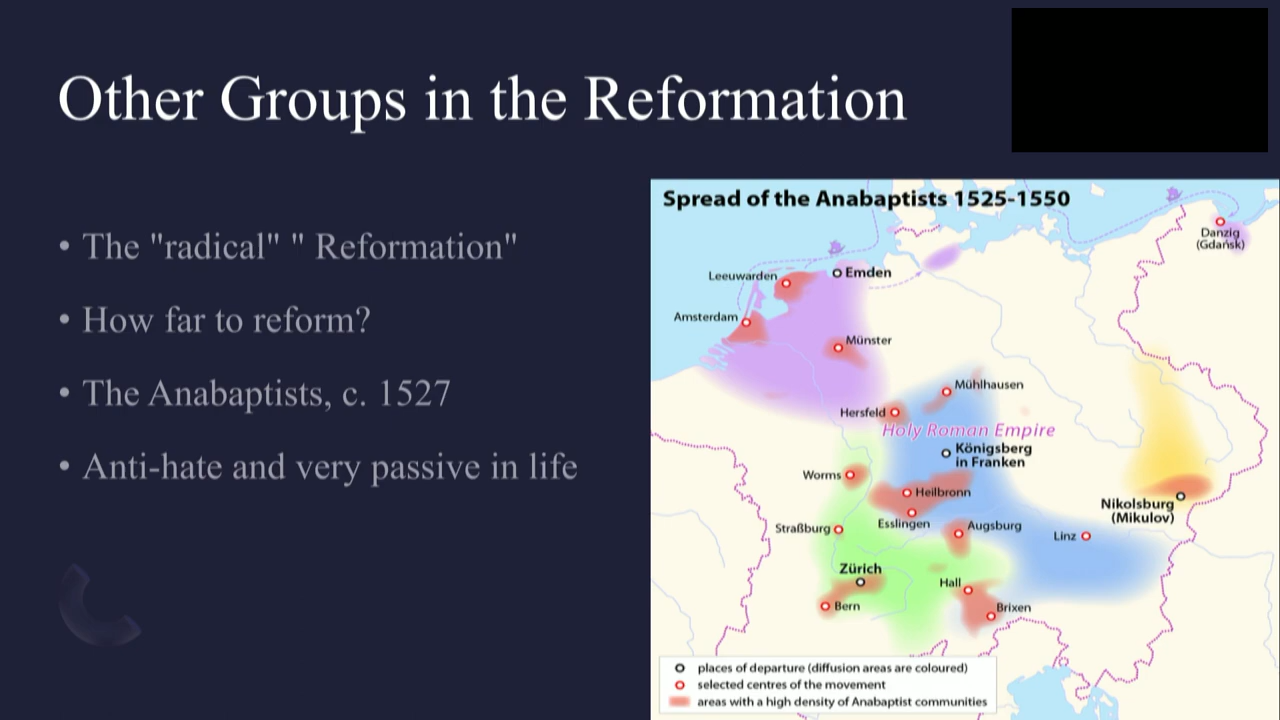 Other Groups in the Reformation
• The "radical" " Reformation"
• How far to reform?
• The Anabaptists, c. 1527
• Anti-hate and very passive in life
Spread of the Anabaptists 1525-1550
Danzig
(Gdańsk)
Leeuwarden
Emden
Amsterdam
Münster
Mühlhausen
Hersfeld
Holy Roman Empire
Königsberg
in Franken
Worms
Heilbronn
Nikolsburg
(Mikulov)
Esslingen
Augsburg
Straßburg
Linz
Zürich
Hall
Bern
Brixen
places of departure (diffusion areas are coloured)
selected centres of the movement
areas with a high density of Anabaptist communities